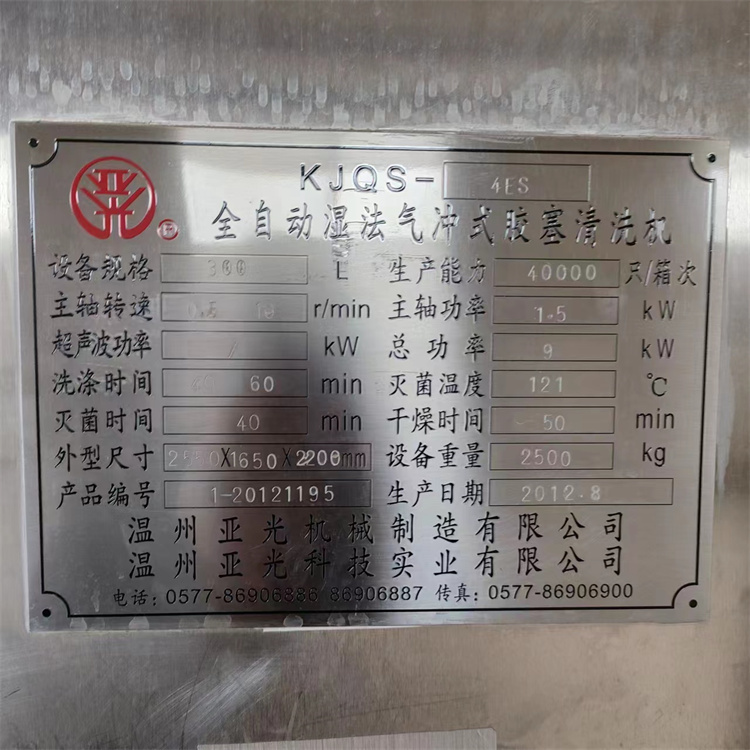 KJQS- 4ES
亚光 ®
全自动湿法气冲式胶塞清洗机
设备规格 300 L 生产能力 40000 只/箱次
主轴转速 r/min 主轴功率 1.5 kW
超声波功率 / kW 总功率 9 kW
洗涤时间 60 min 灭菌温度 121 ℃
灭菌时间 40 min 干燥时间 50 min
外型尺寸 X1650X2200mm 设备重量 2500 kg
产品编号 1-20121195 生产日期 2012.8
温州亚光机械制造有限公司
温州亚光科技实业有限公司
电话: 0577-86906886 86906887 传真: 0577-86906900